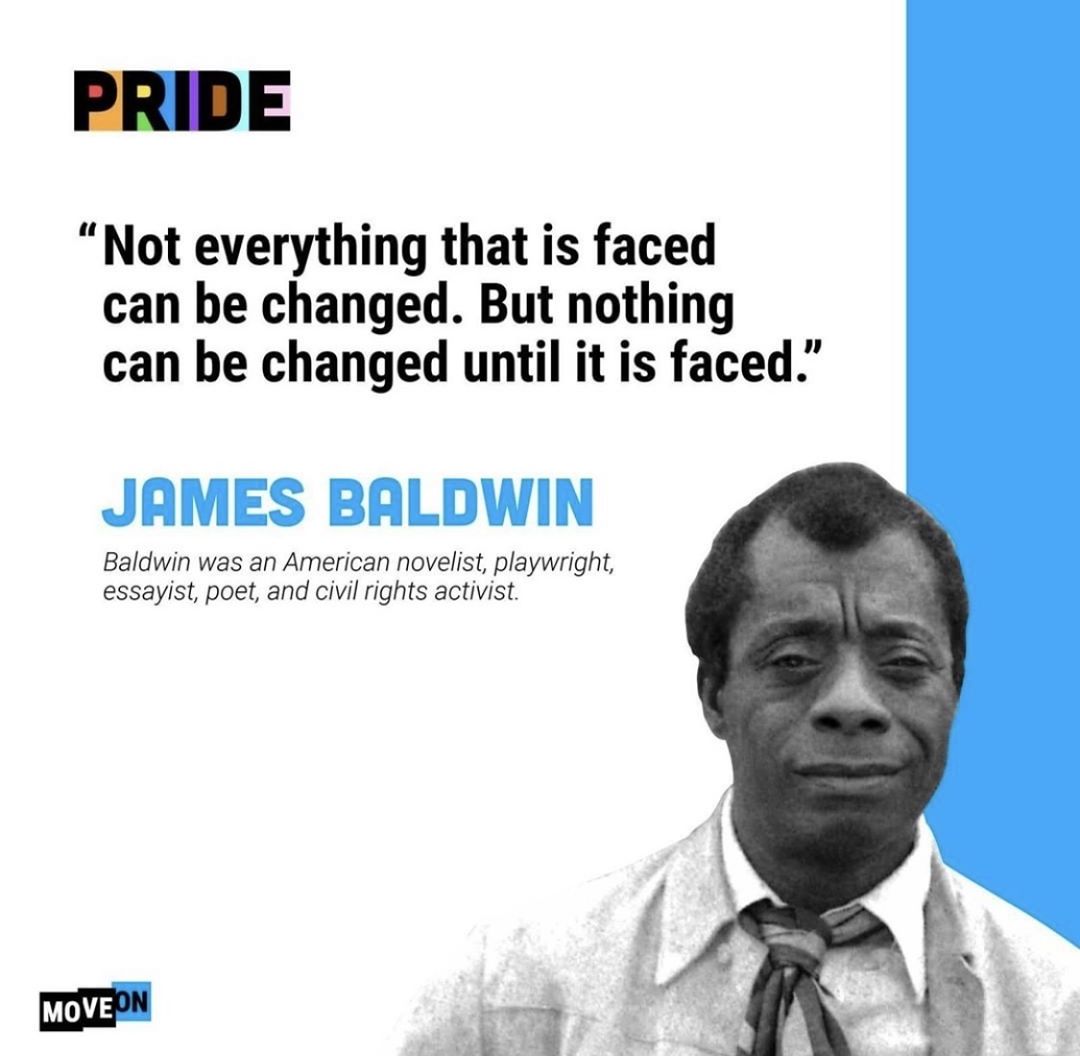 PRIDE
“Not everything that is faced
can be changed. But nothing
can be changed until it is faced.”
JAMES BALDWIN
Baldwin was an American novelist, playwright,
essayist, poet, and civil rights activist.
MOVEON